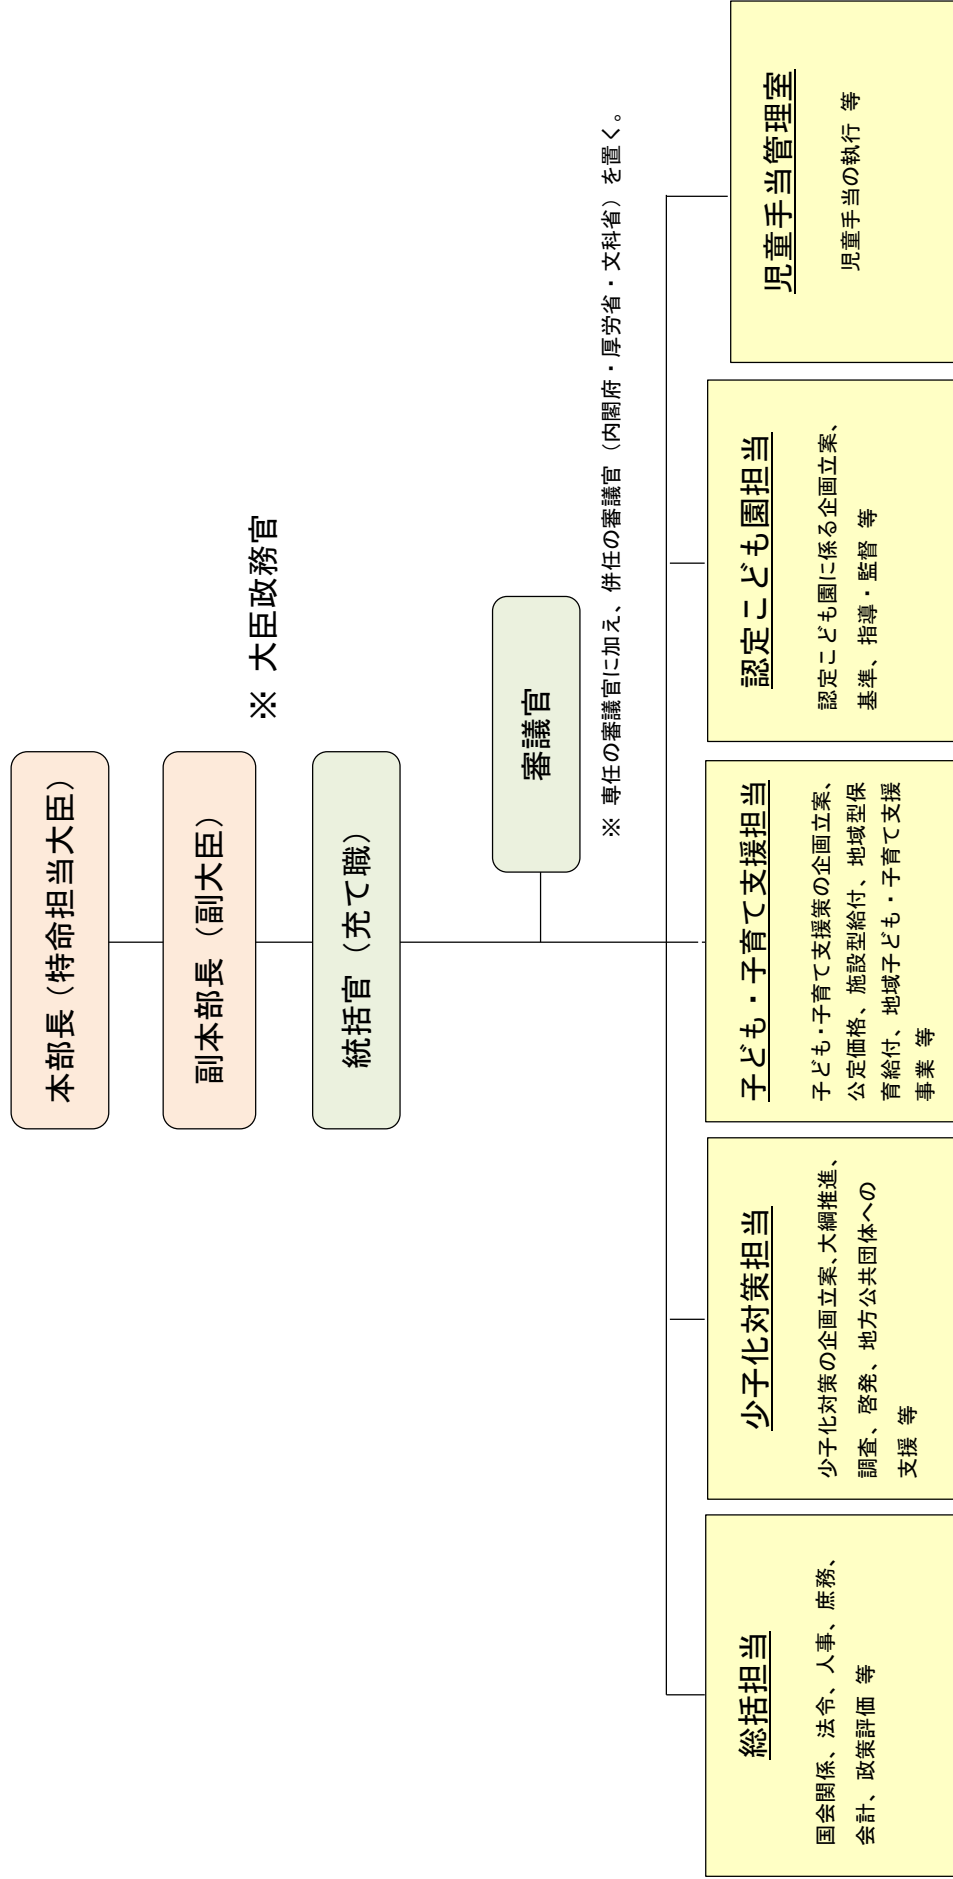 本部長（特命担当大臣）
副本部長（副大臣）
※ 大臣政務官
統括官（充て職）
審議官
※ 専任の審議官に加え、併任の審議官（内閣府・厚労省・文科省）を置く。
総括担当
国会関係、法令、人事、庶務、
会計、政策評価 等
少子化対策担当
少子化対策の企画立案、大綱推進、
調査、啓発、地方公共団体への
支援 等
子ども・子育て支援担当
子ども・子育て支援策の企画立案、
公定価格、施設型給付、地域型保
育給付、地域子ども・子育て支援
事業 等
認定こども園担当
認定こども園に係る企画立案、
基準、指導・監督 等
児童手当管理室
児童手当の執行 等